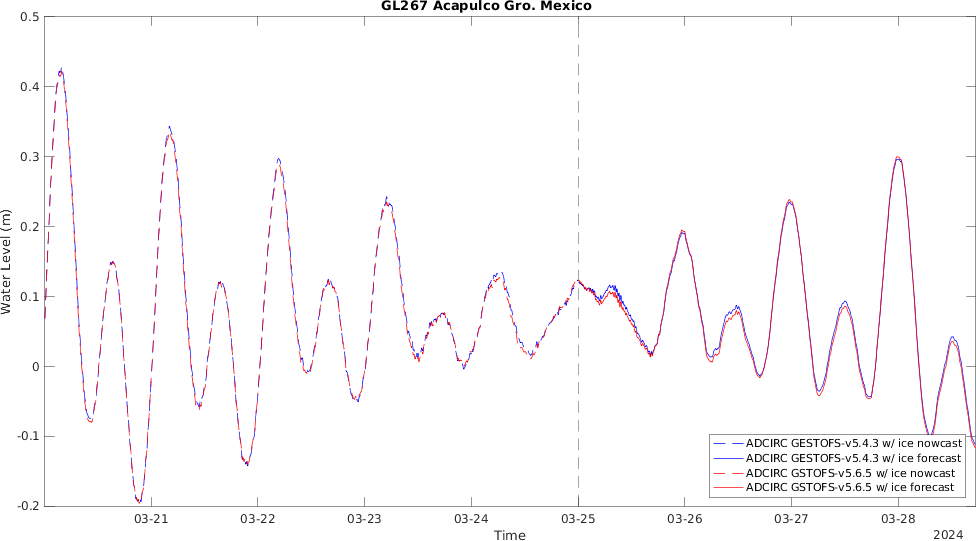 GL267 Acapulco Gro. Mexico
0.5
0.4
0.3
0.2
0.1
0
-0.1
-0.2
Water Level (m)
03-21 03-22 03-23 03-24 03-25 03-26 03-27 03-28
Time
2024
ADCIRC GESTOFS-v5.4.3 w/ ice nowcast
ADCIRC GESTOFS-v5.4.3 w/ ice forecast
ADCIRC GSTOFS-v5.6.5 w/ ice nowcast
ADCIRC GSTOFS-v5.6.5 w/ ice forecast